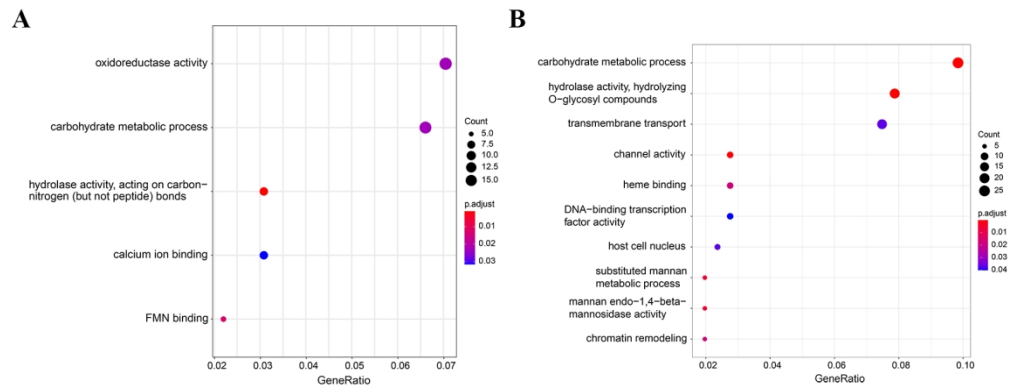 A
oxidoreductase activity
carbohydrate metabolic process
hydrolase activity, acting on carbon−
nitrogen (but not peptide) bonds
calcium ion binding
FMN binding
0.02 0.03 0.04 0.05 0.06 0.07
GeneRatio
Count
5.0
7.5
10.0
12.5
15.0
p.adjust
0.01
0.02
0.03
B
carbohydrate metabolic process
hydrolase activity, hydrolyzing
O−glycosyl compounds
transmembrane transport
channel activity
heme binding
DNA−binding transcription
factor activity
host cell nucleus
substituted mannan
metabolic process
mannan endo−1,4−beta−
mannosidase activity
chromatin remodeling
0.02 0.04 0.06 0.08 0.10
GeneRatio
Count
5
10
15
20
25
p.adjust
0.01
0.02
0.03
0.04